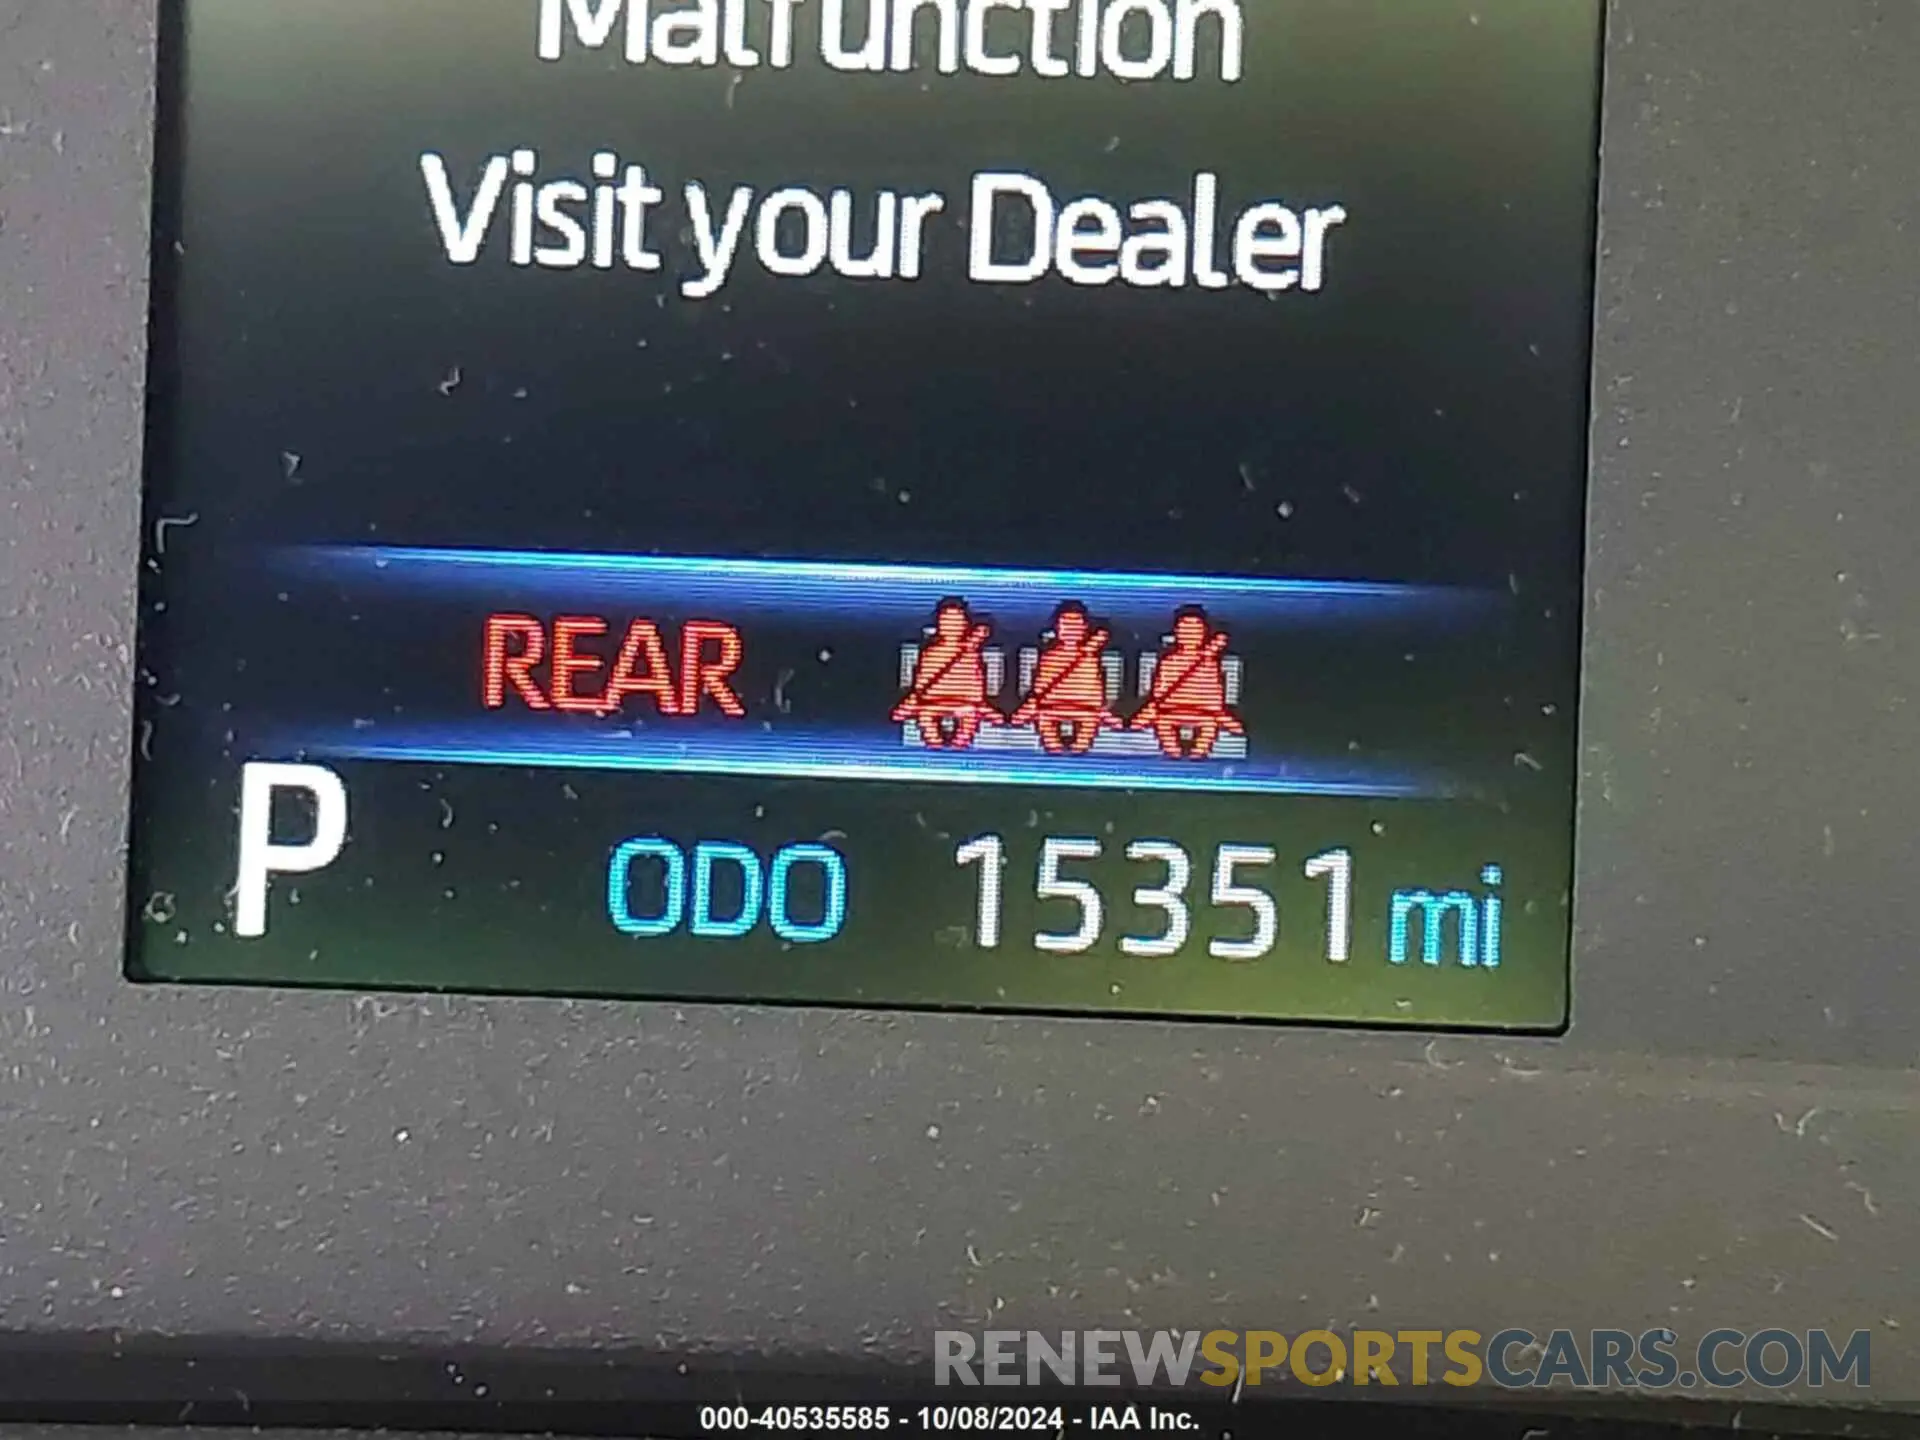 Malfunction
Visit your Dealer
REAR
P ODO 15351 mi
RENEWSPORTSCARS.COM
000-40535585 - 10/08/2024 - IAA Inc.